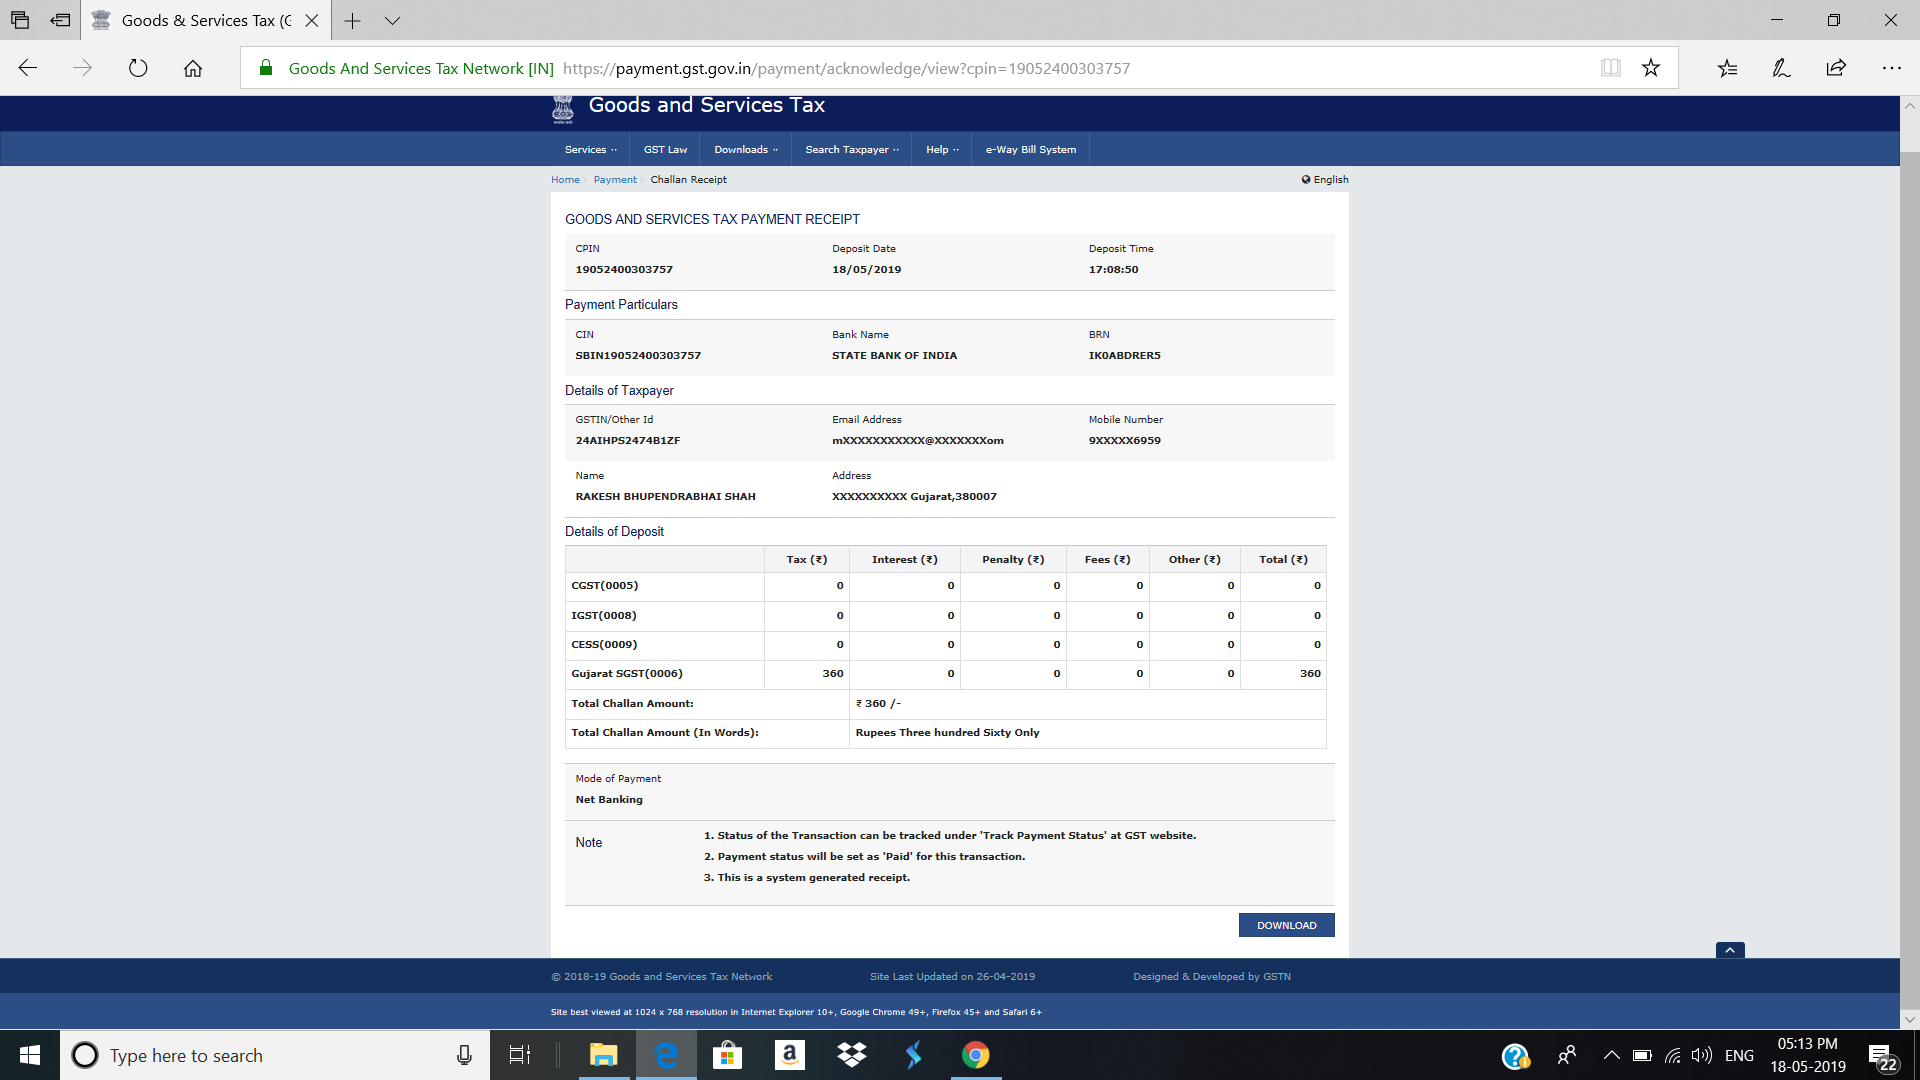 Goods & Services Tax (G
Goods And Services Tax Network [IN] https://payment.gst.gov.in/payment/acknowledge/view?cpin=19052400303757
Goods and Services Tax
Services GST Law Downloads Search Taxpayer Help e-Way Bill System
Home Payment Challan Receipt English
GOODS AND SERVICES TAX PAYMENT RECEIPT
CPIN Deposit Date Deposit Time
19052400303757 18/05/2019 17:08:50
Payment Particulars
CIN Bank Name BRN
SBIN19052400303757 STATE BANK OF INDIA IK0ABDRER5
Details of Taxpayer
GSTIN/Other Id Email Address Mobile Number
24AIHPS2474B1ZF mXXXXXXXXXXX@XXXXXXXom 9XXXXX6959
Name Address
RAKESH BHUPENDRABHAI SHAH XXXXXXXXXX Gujarat,380007
Details of Deposit
Tax (₹) Interest (₹) Penalty (₹) Fees (₹) Other (₹) Total (₹)
CGST(0005) 0 0 0 0 0 0
IGST(0008) 0 0 0 0 0 0
CESS(0009) 0 0 0 0 0 0
Gujarat SGST(0006) 360 0 0 0 0 360
Total Challan Amount: ₹ 360 /-
Total Challan Amount (In Words): Rupees Three hundred Sixty Only
Mode of Payment
Net Banking
Note
1. Status of the Transaction can be tracked under 'Track Payment Status' at GST website.
2. Payment status will be set as 'Paid' for this transaction.
3. This is a system generated receipt.
DOWNLOAD
© 2018-19 Goods and Services Tax Network Site Last Updated on 26-04-2019 Designed & Developed by GSTN
Site best viewed at 1024 x 768 resolution in Internet Explorer 10+, Google Chrome 49+, Firefox 45+ and Safari 6+
Type here to search
ENG
05:13 PM
18-05-2019
22